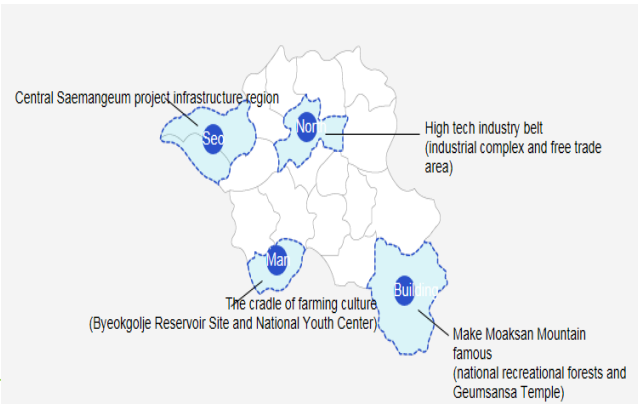 Central Saemangeum project infrastructure region
Seo
Nor
High tech industry belt
(industrial complex and free trade
area)
Mar
Building
The cradle of farming culture
(Byeokgolje Reservoir Site and National Youth Center)
Make Moaksan Mountain
famous
(national recreational forests and
Geumsansa Temple)